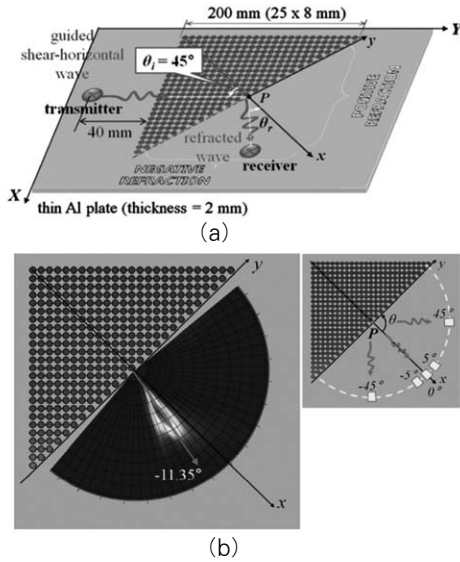 200 mm (25 x 8 mm)
Y
guided
shear-horizontal
wave
θi = 45°
y
transmitter
P
POSITIVE
REFRACTION
40 mm
refracted
wave
θr
receiver
x
NEGATIVE
REFRACTION
X
thin Al plate (thickness = 2 mm)
(a)
y
-11.35°
x
y
θ
45°
P
-45°
-5°
5°
x
0°
(b)